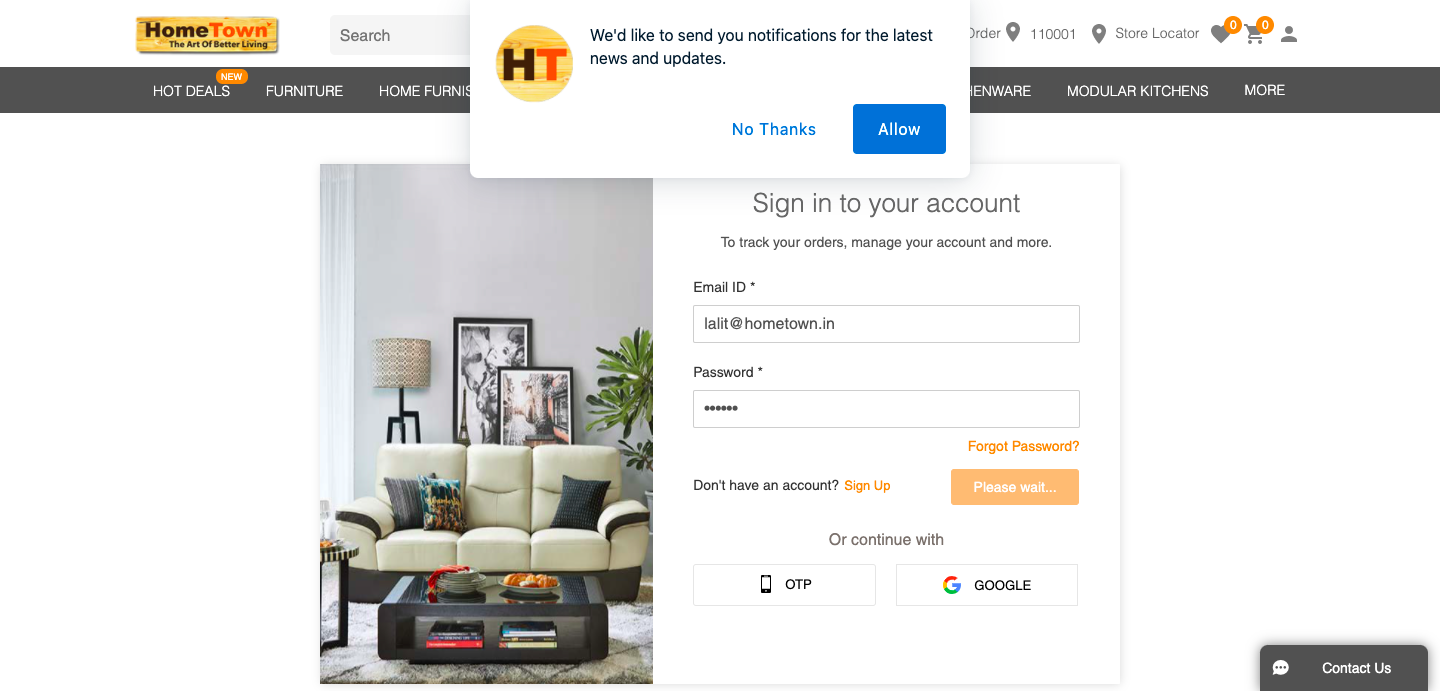 HomeTown
The Art Of Better Living
Search
We'd like to send you notifications for the latest
news and updates.
HT
No Thanks
Allow
Order
110001
Store Locator
0
0
NEW
HOT DEALS
FURNITURE
HOME FURNIS
HENWARE
MODULAR KITCHENS
MORE
Sign in to your account
To track your orders, manage your account and more.
Email ID *
lalit@hometown.in
Password *
••••••
Forgot Password?
Don't have an account? Sign Up
Please wait...
Or continue with
OTP
GOOGLE
Contact Us